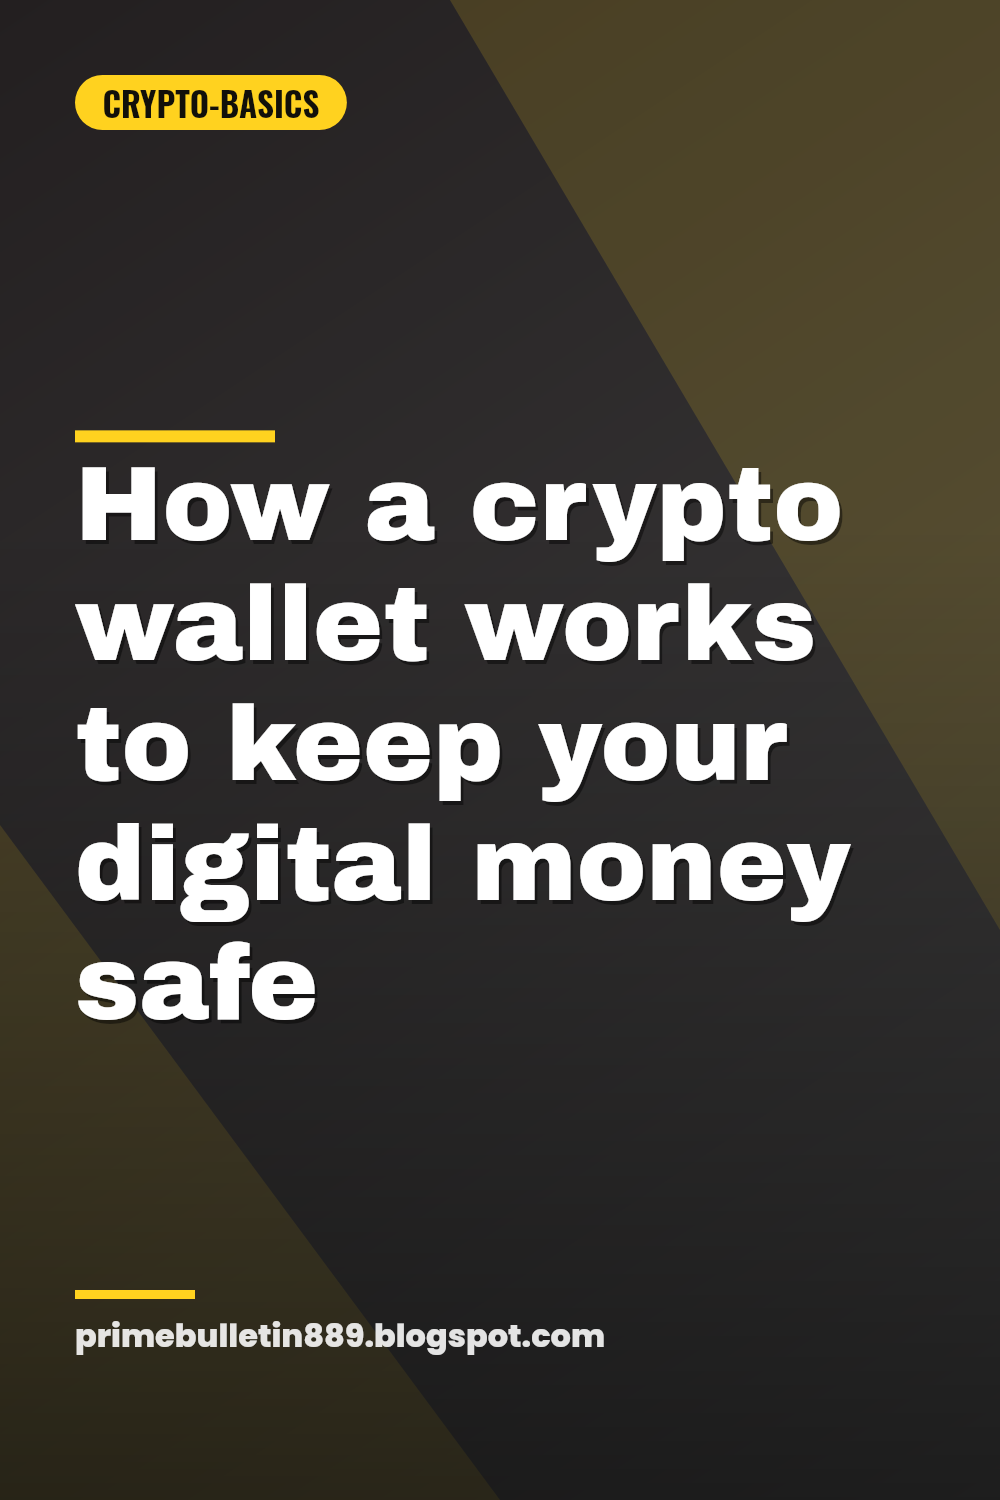 CRYPTO-BASICS
How a crypto
wallet works
to keep your
digital money
safe
primebulletin889.blogspot.com